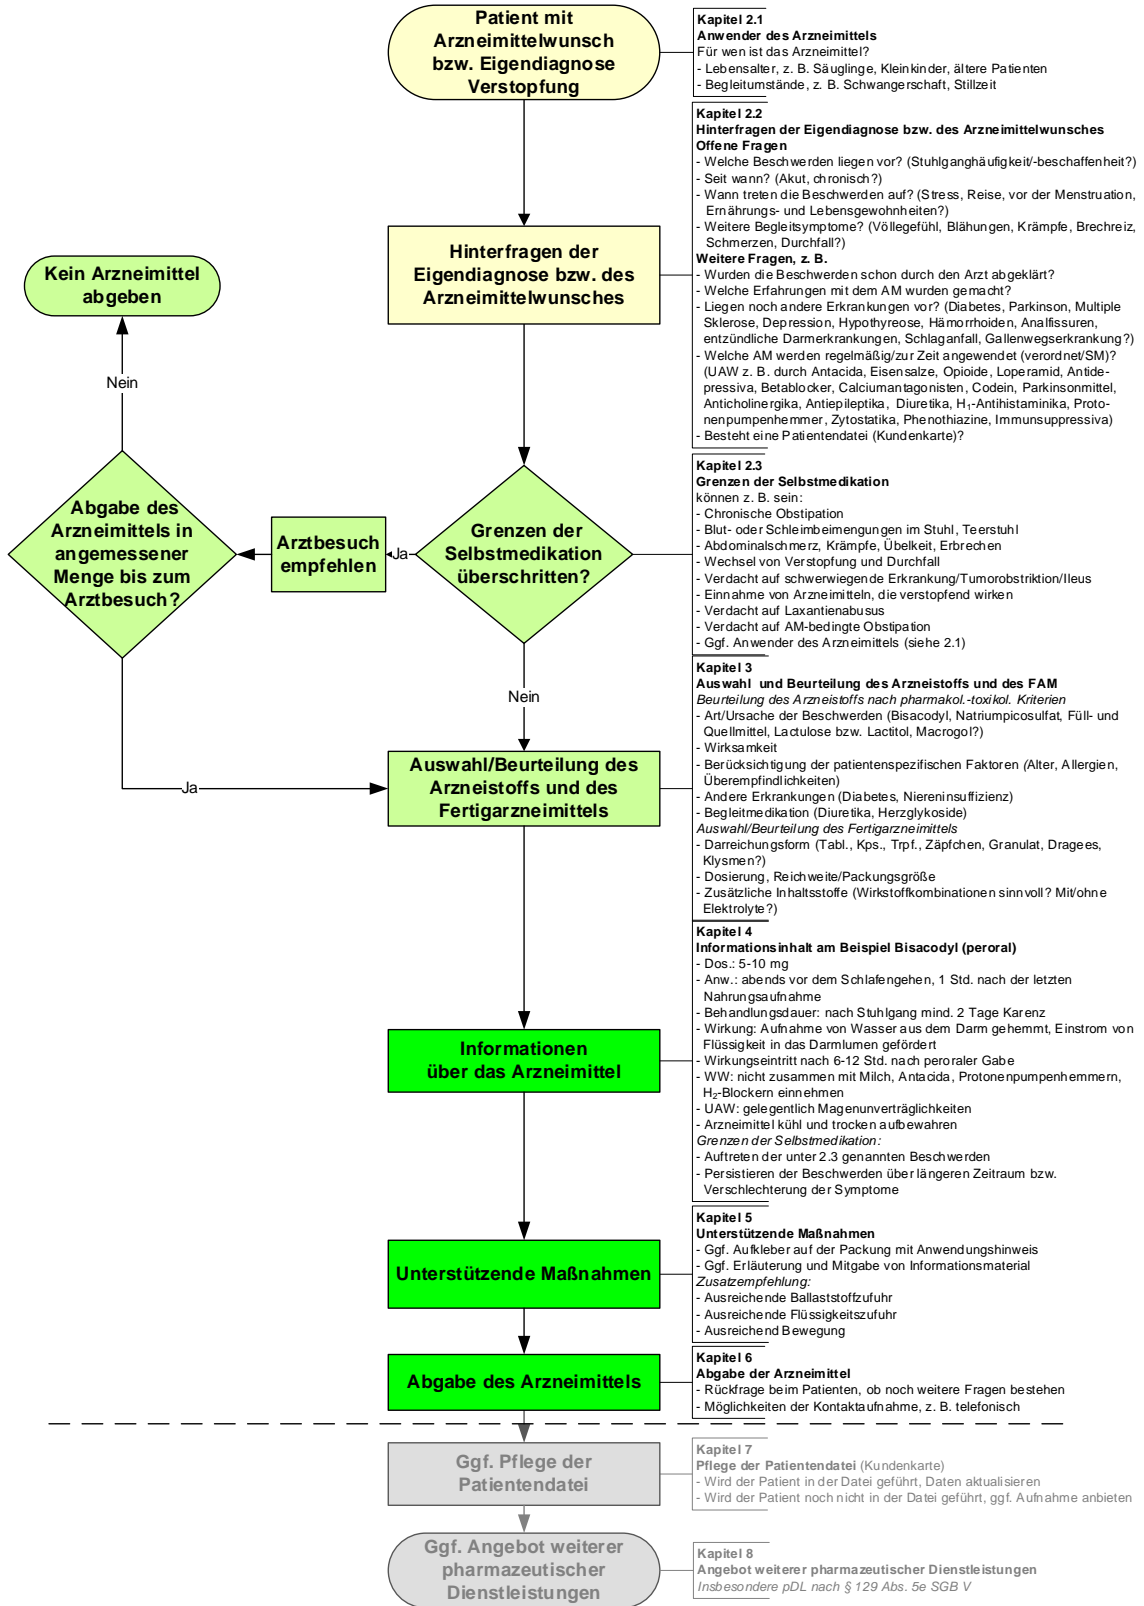 Patient mit
Arzneimittelwunsch
bzw. Eigendiagnose
Verstopfung
Kapitel 2.1
Anwender des Arzneimittels
Für wen ist das Arzneimittel?
- Lebensalter, z. B. Säuglinge, Kleinkinder, ältere Patienten
- Begleitumstände, z. B. Schwangerschaft, Stillzeit
Hinterfragen der
Eigendiagnose bzw. des
Arzneimittelwunsches
Kapitel 2.2
Hinterfragen der Eigendiagnose bzw. des Arzneimittelwunsches
Offene Fragen
- Welche Beschwerden liegen vor? (Stuhlganghäufigkeit/-beschaffenheit?)
- Seit wann? (Akut, chronisch?)
- Wann treten die Beschwerden auf? (Stress, Reise, vor der Menstruation,
Ernährungs- und Lebensgewohnheiten?)
- Weitere Begleitsymptome? (Völlegefühl, Blähungen, Krämpfe, Brechreiz,
Schmerzen, Durchfall?)
Weitere Fragen, z. B.
- Wurden die Beschwerden schon durch den Arzt abgeklärt?
- Welche Erfahrungen mit dem AM wurden gemacht?
- Liegen noch andere Erkrankungen vor? (Diabetes, Parkinson, Multiple
Sklerose, Depression, Hypothyreose, Hämorrhoiden, Analfissuren,
entzündliche Darmerkrankungen, Schlaganfall, Gallenwegserkrankung?)
- Welche AM werden regelmäßig/zur Zeit angewendet (verordnet/SM)?
(UAW z. B. durch Antacida, Eisensalze, Opioide, Loperamid, Antide-
pressiva, Betablocker, Calciumantagonisten, Codein, Parkinsonmittel,
Anticholinergika, Antiepileptika, Diuretika, H₁-Antihistaminika, Proto-
nenpumpenhemmer, Zytostatika, Phenothiazine, Immunsuppressiva)
- Besteht eine Patientendatei (Kundenkarte)?
Kein Arzneimittel
abgeben
Nein
Abgabe des
Arzneimittels in
angemessener
Menge bis zum
Arztbesuch?
Arztbesuch
empfehlen
Ja
Grenzen der
Selbstmedikation
überschritten?
Kapitel 2.3
Grenzen der Selbstmedikation
können z. B. sein:
- Chronische Obstipation
- Blut- oder Schleimbeimengungen im Stuhl, Teerstuhl
- Abdominalschmerz, Krämpfe, Übelkeit, Erbrechen
- Wechsel von Verstopfung und Durchfall
- Verdacht auf schwerwiegende Erkrankung/Tumorobstriktion/Ileus
- Einnahme von Arzneimitteln, die verstopfend wirken
- Verdacht auf Laxantienabusus
- Verdacht auf AM-bedingte Obstipation
- Ggf. Anwender des Arzneimittels (siehe 2.1)
Nein
Ja
Auswahl/Beurteilung des
Arzneistoffs und des
Fertigarzneimittels
Kapitel 3
Auswahl und Beurteilung des Arzneistoffs und des FAM
Beurteilung des Arzneistoffs nach pharmakol.-toxikol. Kriterien
- Art/Ursache der Beschwerden (Bisacodyl, Natriumpicosulfat, Füll- und
Quellmittel, Lactulose bzw. Lactitol, Macrogol?)
- Wirksamkeit
- Berücksichtigung der patientenspezifischen Faktoren (Alter, Allergien,
Überempfindlichkeiten)
- Andere Erkrankungen (Diabetes, Niereninsuffizienz)
- Begleitmedikation (Diuretika, Herzglykoside)
Auswahl/Beurteilung des Fertigarzneimittels
- Darreichungsform (Tabl., Kps., Trpf., Zäpfchen, Granulat, Dragees,
Klysmen?)
- Dosierung, Reichweite/Packungsgröße
- Zusätzliche Inhaltsstoffe (Wirkstoffkombinationen sinnvoll? Mit/ohne
Elektrolyte?)
Informationen
über das Arzneimittel
Kapitel 4
Informationsinhalt am Beispiel Bisacodyl (peroral)
- Dos.: 5-10 mg
- Anw.: abends vor dem Schlafengehen, 1 Std. nach der letzten
Nahrungsaufnahme
- Behandlungsdauer: nach Stuhlgang mind. 2 Tage Karenz
- Wirkung: Aufnahme von Wasser aus dem Darm gehemmt, Einstrom von
Flüssigkeit in das Darmlumen gefördert
- Wirkungseintritt nach 6-12 Std. nach peroraler Gabe
- WW: nicht zusammen mit Milch, Antacida, Protonenpumpenhemmern,
H₂-Blockern einnehmen
- UAW: gelegentlich Magenunverträglichkeiten
- Arzneimittel kühl und trocken aufbewahren
Grenzen der Selbstmedikation:
- Auftreten der unter 2.3 genannten Beschwerden
- Persistieren der Beschwerden über längeren Zeitraum bzw.
Verschlechterung der Symptome
Unterstützende Maßnahmen
Kapitel 5
Unterstützende Maßnahmen
- Ggf. Aufkleber auf der Packung mit Anwendungshinweis
- Ggf. Erläuterung und Mitgabe von Informationsmaterial
Zusatzempfehlung:
- Ausreichende Ballaststoffzufuhr
- Ausreichende Flüssigkeitszufuhr
- Ausreichend Bewegung
Abgabe des Arzneimittels
Kapitel 6
Abgabe der Arzneimittel
- Rückfrage beim Patienten, ob noch weitere Fragen bestehen
- Möglichkeiten der Kontaktaufnahme, z. B. telefonisch
Ggf. Pflege der
Patientendatei
Kapitel 7
Pflege der Patientendatei (Kundenkarte)
- Wird der Patient in der Datei geführt, Daten aktualisieren
- Wird der Patient noch nicht in der Datei geführt, ggf. Aufnahme anbieten
Ggf. Angebot weiterer
pharmazeutischer
Dienstleistungen
Kapitel 8
Angebot weiterer pharmazeutischer Dienstleistungen
Insbesondere pDL nach § 129 Abs. 5e SGB V